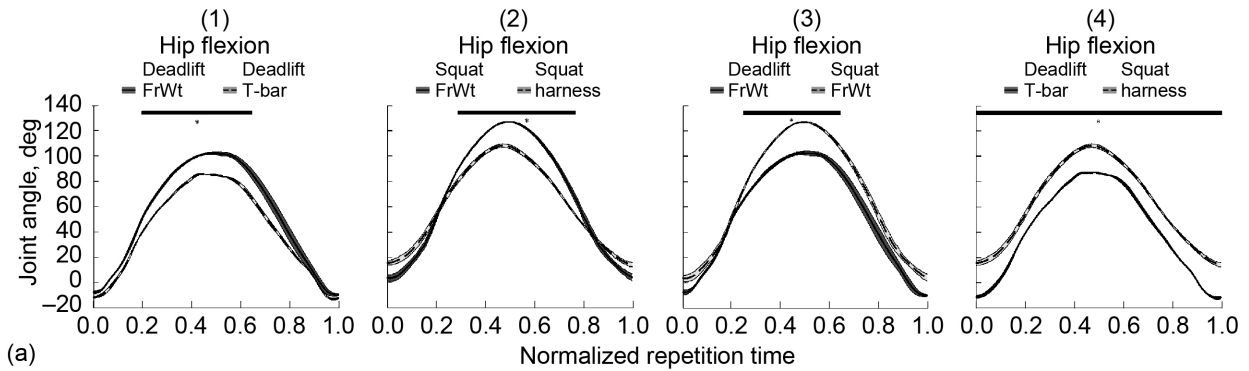 (1) (2) (3) (4)
Hip flexion Hip flexion Hip flexion Hip flexion
Deadlift Deadlift Squat Squat Deadlift Squat Deadlift Squat
FrWt T-bar FrWt harness FrWt FrWt T-bar harness
140
120
100
80
60
40
20
0
–20
Joint angle, deg
* * * *
0.0 0.2 0.4 0.6 0.8 1.0 0.0 0.2 0.4 0.6 0.8 1.0 0.0 0.2 0.4 0.6 0.8 1.0 0.0 0.2 0.4 0.6 0.8 1.0
(a) Normalized repetition time